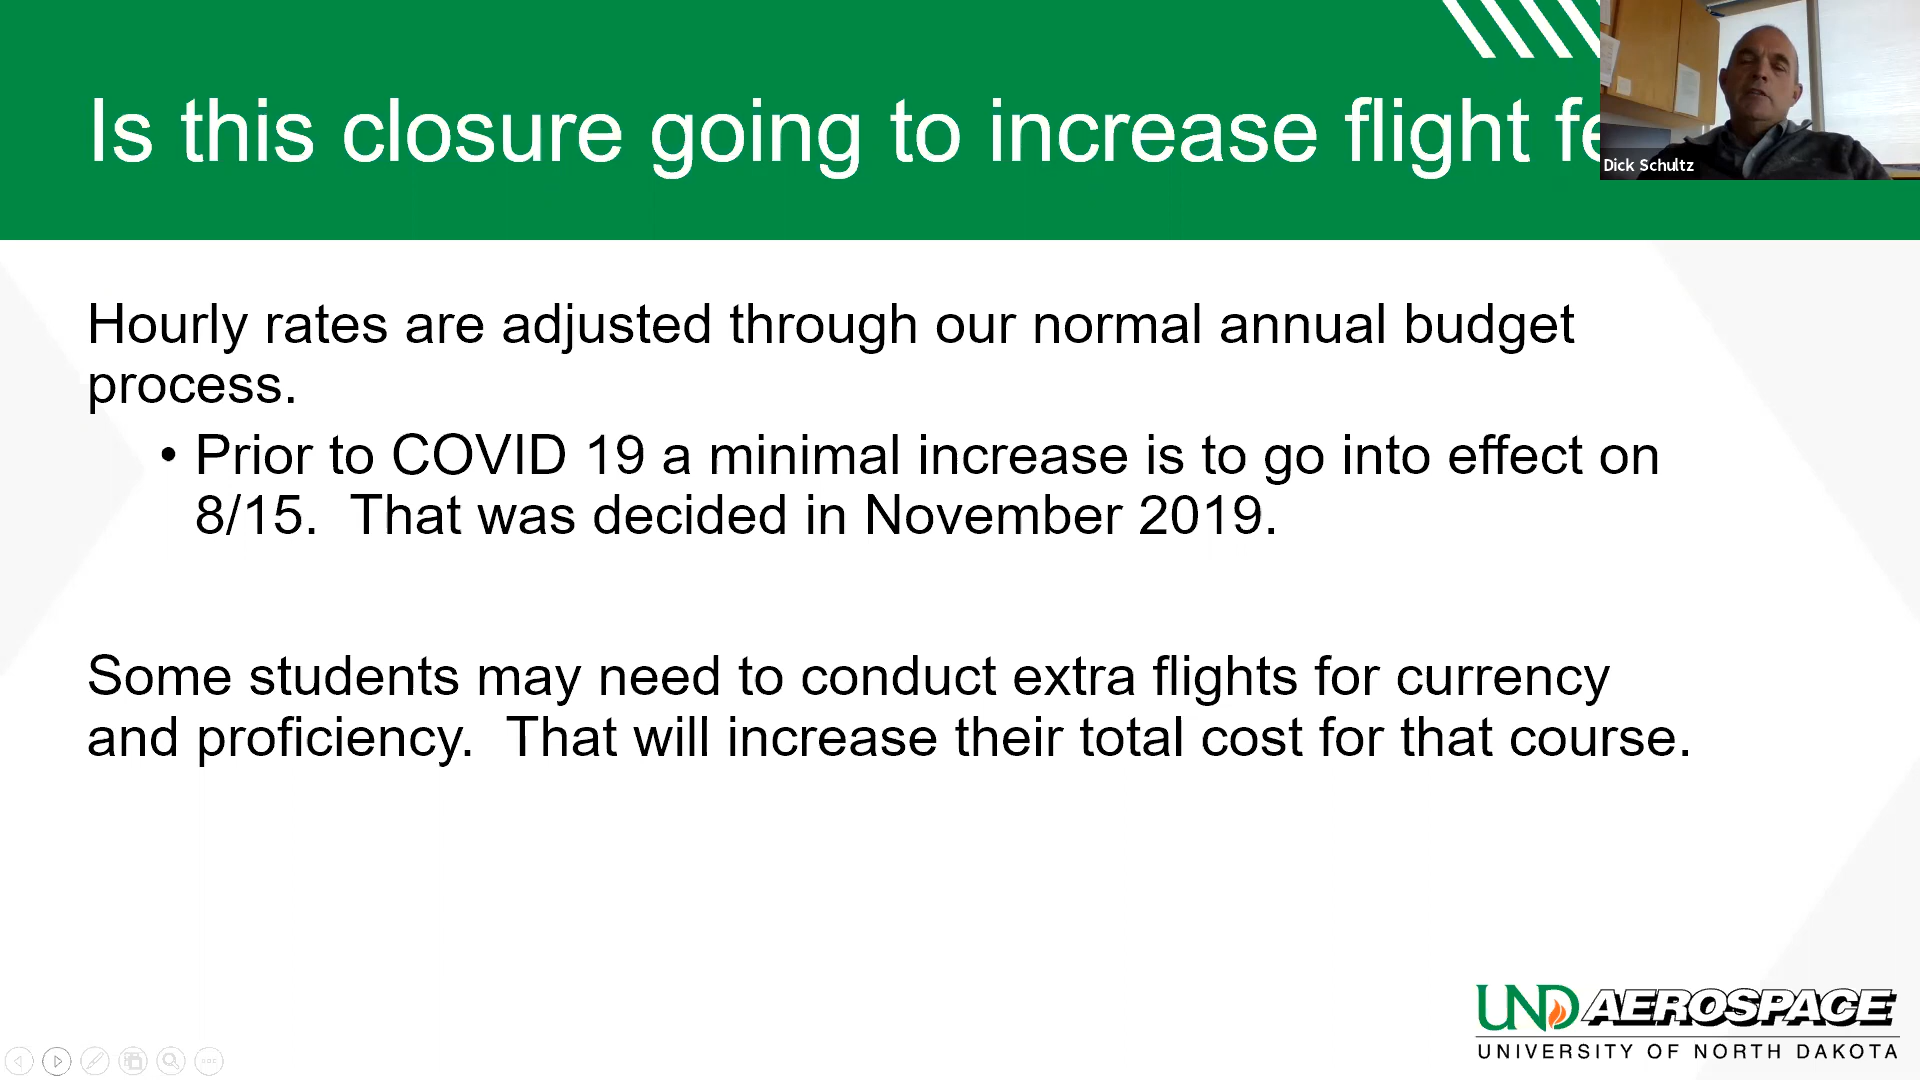 Is this closure going to increase flight
Dick Schultz
Hourly rates are adjusted through our normal annual budget
process.
• Prior to COVID 19 a minimal increase is to go into effect on
8/15. That was decided in November 2019.
Some students may need to conduct extra flights for currency
and proficiency. That will increase their total cost for that course.
UND AEROSPACE
UNIVERSITY OF NORTH DAKOTA